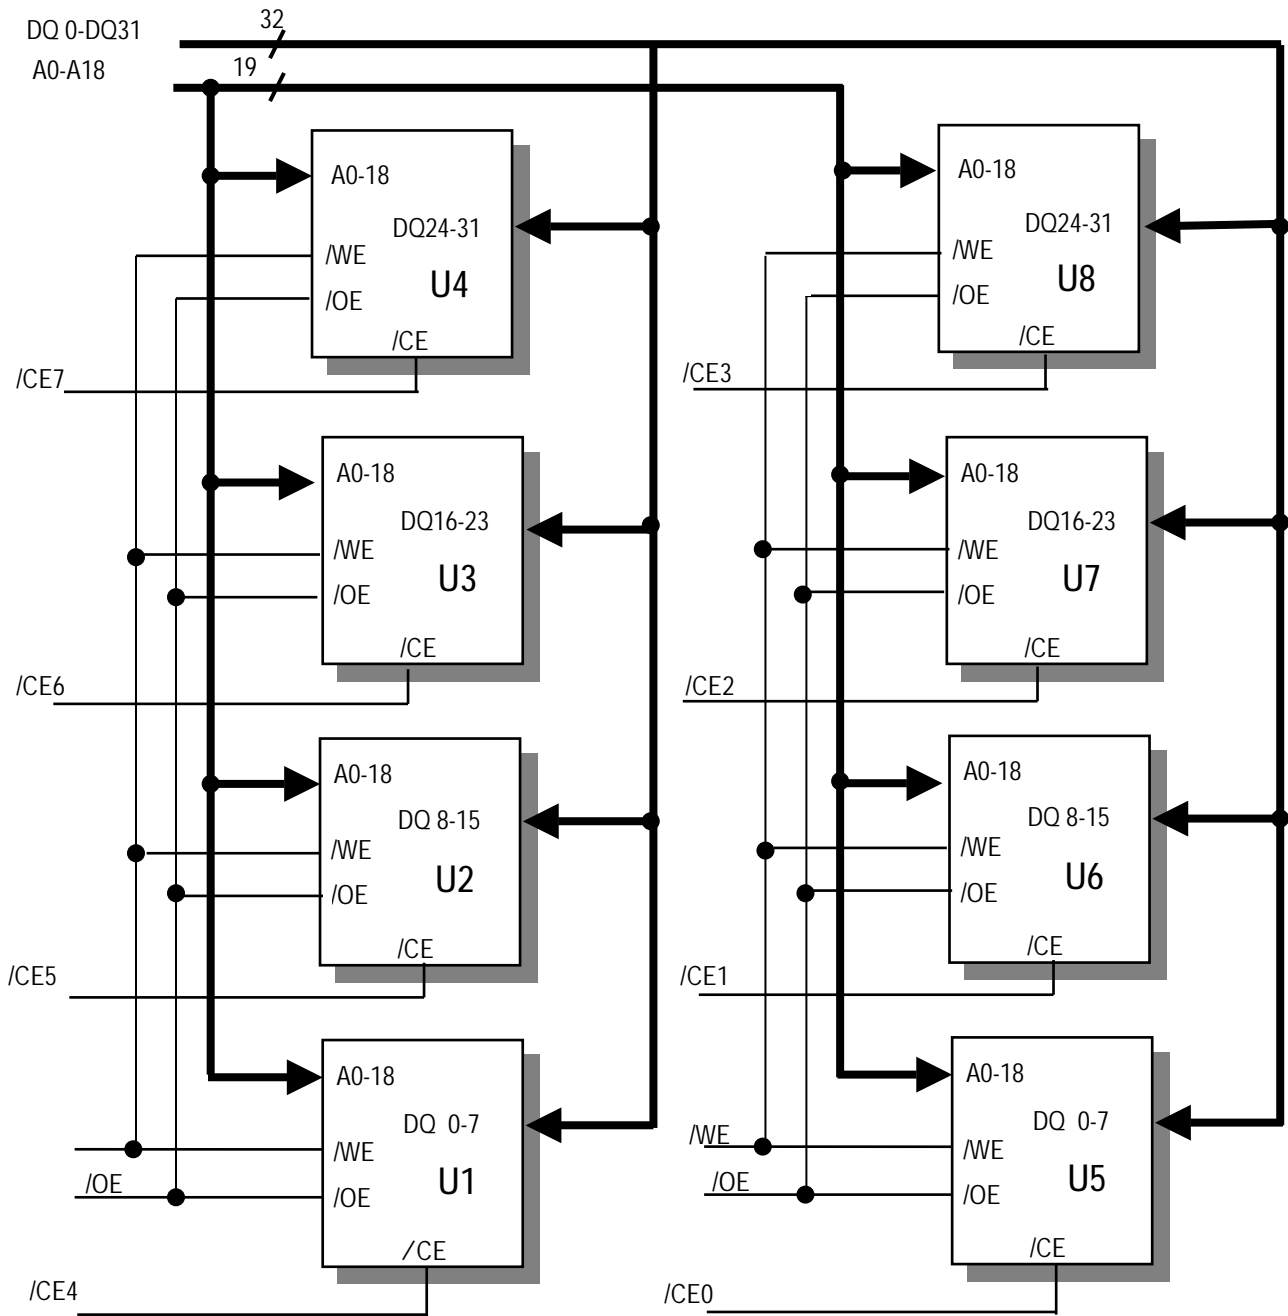 DQ 0-DQ31
32
A0-A18
19
A0-18
DQ24-31
/WE
U4
/OE
/CE
/CE7
A0-18
DQ24-31
/WE
U8
/OE
/CE
/CE3
A0-18
DQ16-23
/WE
U3
/OE
/CE
/CE6
A0-18
DQ16-23
/WE
U7
/OE
/CE
/CE2
A0-18
DQ 8-15
/WE
U2
/OE
/CE
/CE5
A0-18
DQ 8-15
/WE
U6
/OE
/CE
/CE1
A0-18
DQ 0-7
/WE
U1
/OE
/OE
/CE
/CE4
A0-18
DQ 0-7
/WE
/WE
U5
/OE
/OE
/CE
/CE0